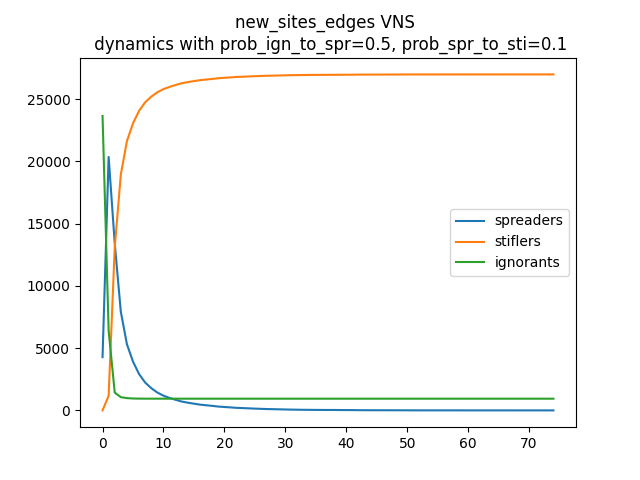 new_sites_edges VNS
dynamics with prob_ign_to_spr=0.5, prob_spr_to_sti=0.1
25000
20000
15000
10000
5000
0
spreaders
stiflers
ignorants
0 10 20 30 40 50 60 70